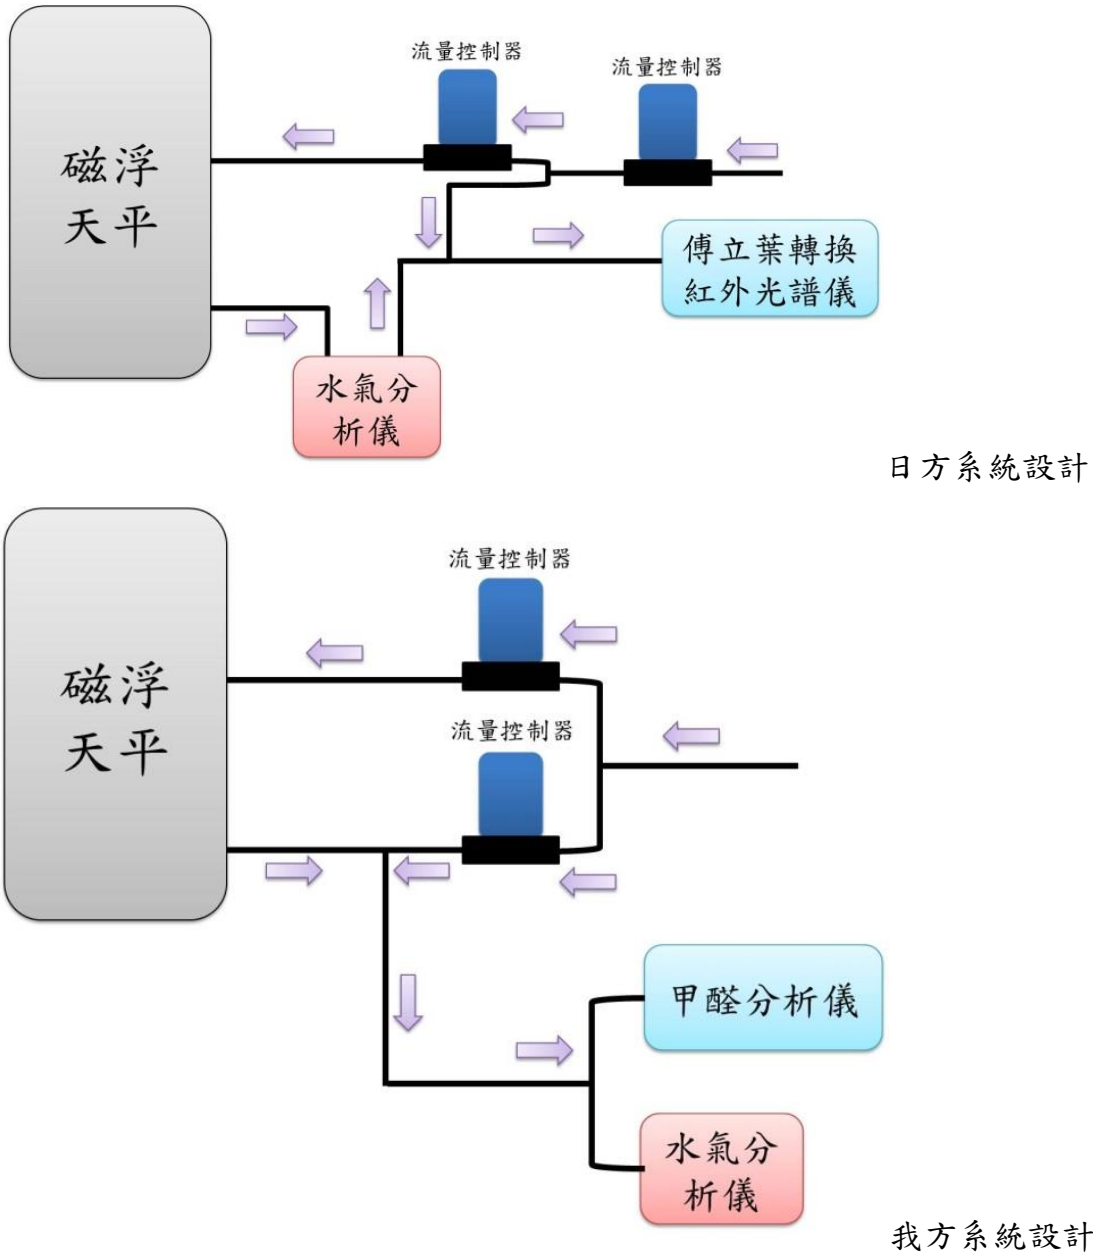 流量控制器
流量控制器
磁浮
天平
傅立葉轉換
紅外光譜儀
水氣分
析儀
日方系統設計
流量控制器
磁浮
天平
流量控制器
甲醛分析儀
水氣分
析儀
我方系統設計